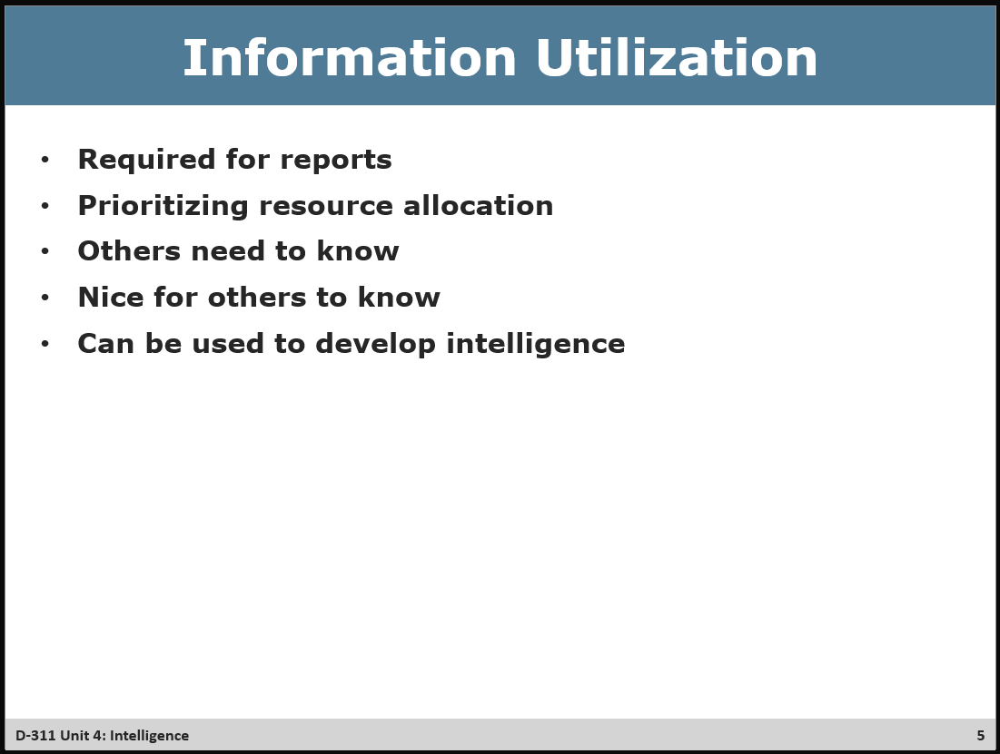 Information Utilization
• Required for reports
• Prioritizing resource allocation
• Others need to know
• Nice for others to know
• Can be used to develop intelligence
D-311 Unit 4: Intelligence 5